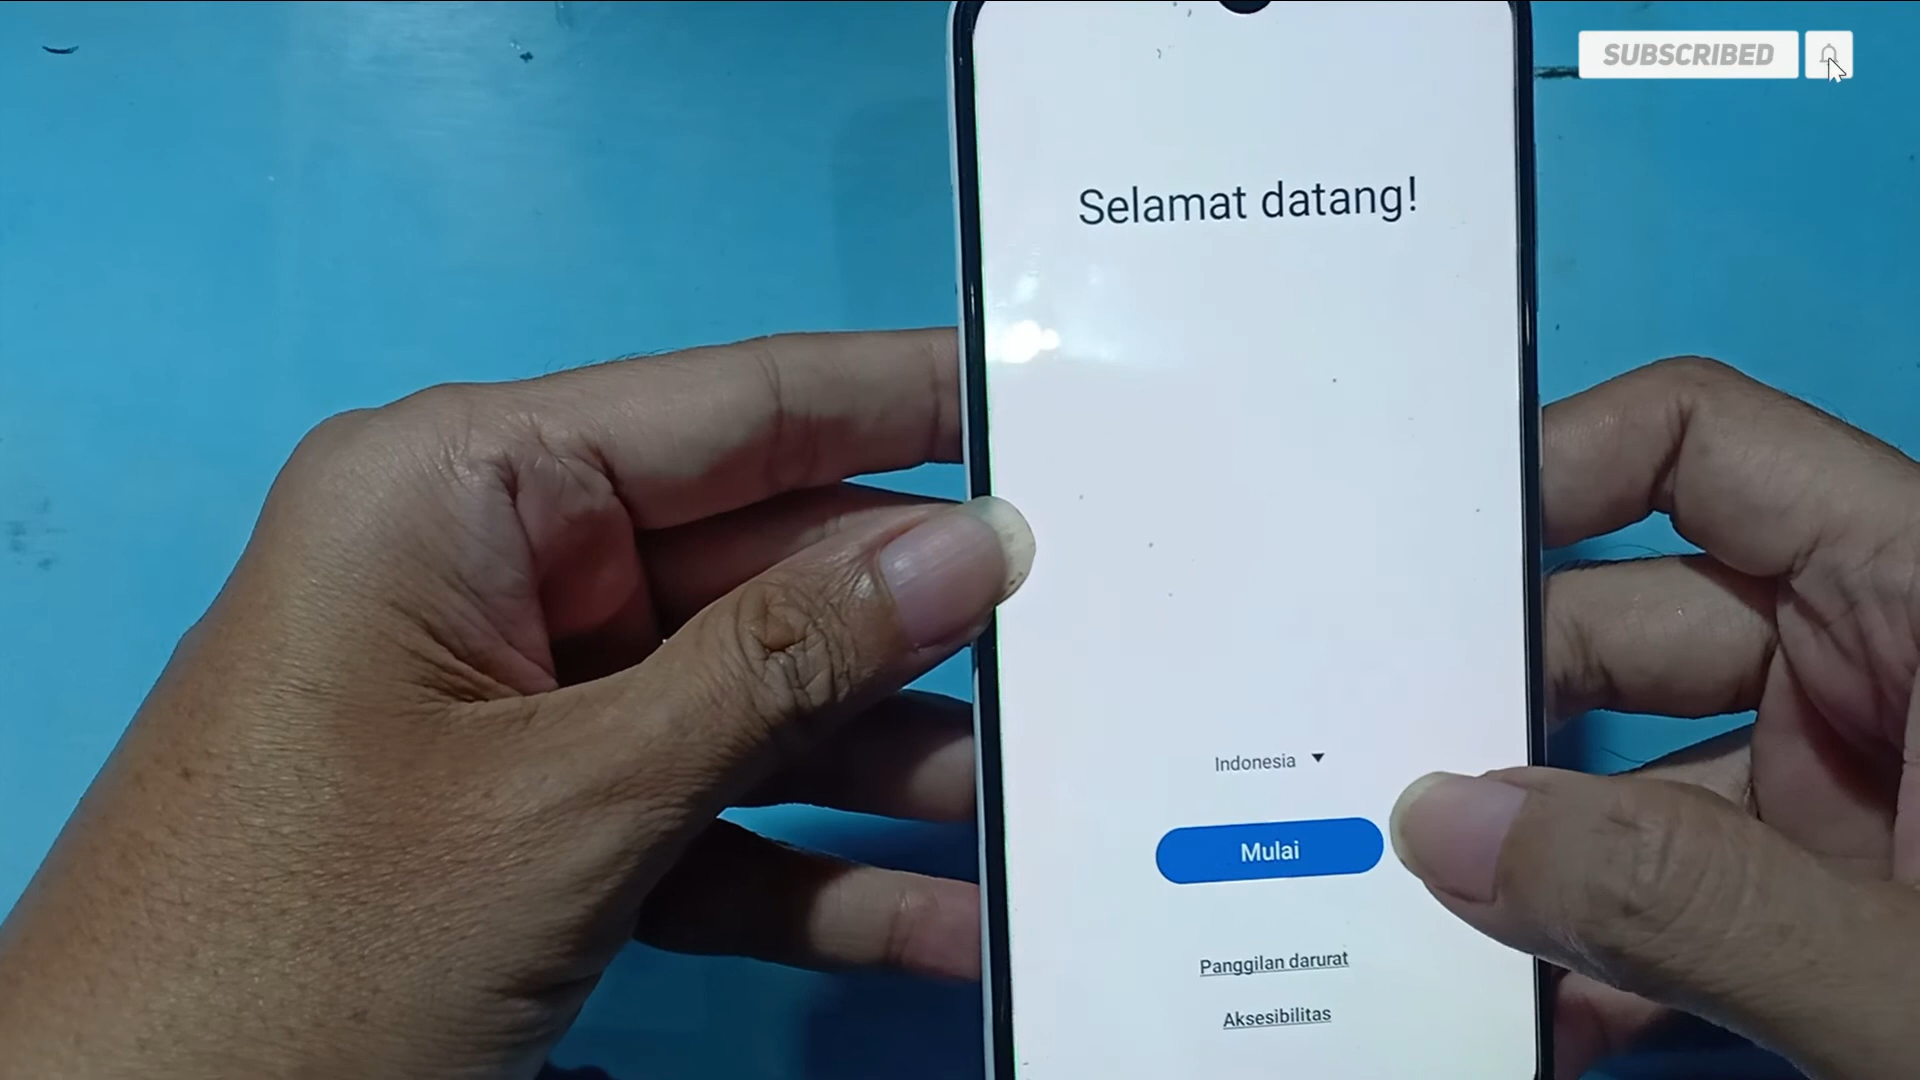 SUBSCRIBED
Selamat datang!
Indonesia
Mulai
Panggilan darurat
Aksesibilitas